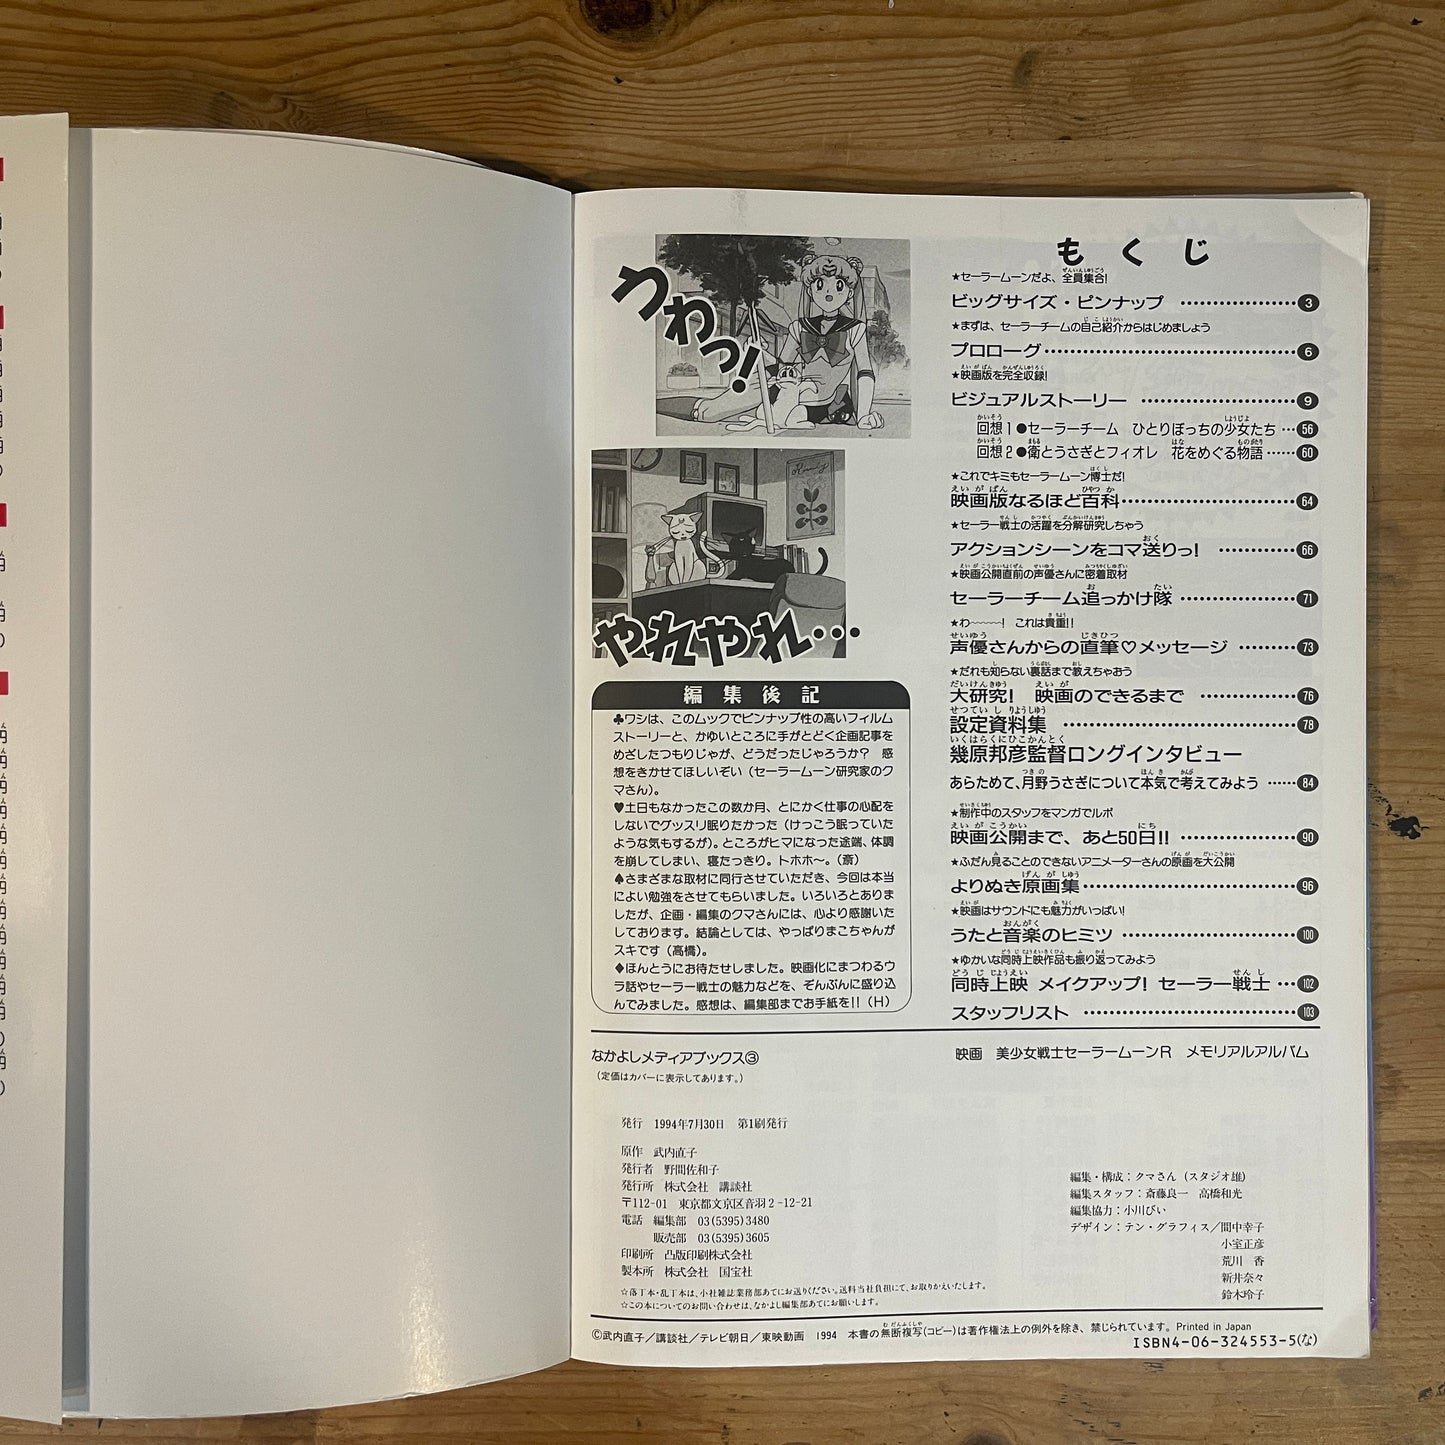 うわっ!
Ready
やれやれ…
編集後記
♣ワシは、このムックでピンナップ性の高いフィルム
ストーリーと、かゆいところに手がとどく企画記事を
めざしたつもりじゃが、どうだったじゃろうか? 感
想をきかせてほしいぞい(セーラームーン研究家のク
マさん)。
♥土日もなかったこの数か月、とにかく仕事の心配を
しないでグッスリ眠りたかった(けっこう眠っていた
ような気もするが)。ところがヒマになった途端、体調
を崩してしまい、寝たっきり。トホホ〜。(斎)
♠さまざまな取材に同行させていただき、今回は本当
によい勉強をさせてもらいました。いろいろとありま
したが、企画・編集のクマさんには、心より感謝いた
しております。結論としては、やっぱりまこちゃんが
スキです(高橋)。
♦ほんとうにお待たせしました。映画化にまつわるウ
ラ話やセーラー戦士の魅力などを、ぞんぶんに盛り込
んでみました。感想は、編集部までお手紙を!!(H)
もくじ
★セーラームーンだよ、全員集合!
ビッグサイズ・ピンナップ ………………3
★まずは、セーラーチームの自己紹介からはじめましょう
プロローグ………………6
★映画版を完全収録!
ビジュアルストーリー ………………9
回想1●セーラーチーム ひとりぼっちの少女たち …56
回想2●衛とうさぎとフィオレ 花をめぐる物語……60
★これでキミもセーラームーン博士だ!
映画版なるほど百科………………64
★セーラー戦士の活躍を分解研究しちゃう
アクションシーンをコマ送りっ! …………66
★映画公開直前の声優さんに密着取材
セーラーチーム追っかけ隊 ……………71
★わ〜〜〜! これは貴重!!
声優さんからの直筆♡メッセージ ………73
★だれも知らない裏話まで教えちゃおう
大研究! 映画のできるまで …………76
設定資料集 ………………78
幾原邦彦監督ロングインタビュー
あらためて、月野うさぎについて本気で考えてみよう ……84
★制作中のスタッフをマンガでルポ
映画公開まで、あと50日!! ……………90
★ふだん見ることのできないアニメーターさんの原画を大公開
よりぬき原画集………………96
★映画はサウンドにも魅力がいっぱい!
うたと音楽のヒミツ ………………100
★ゆかいな同時上映作品も振り返ってみよう
同時上映 メイクアップ! セーラー戦士 …102
スタッフリスト ………………103
なかよしメディアブックス③
(定価はカバーに表示してあります。)
映画 美少女戦士セーラームーンR メモリアルアルバム
発行 1994年7月30日 第1刷発行
原作 武内直子
発行者 野間佐和子
発行所 株式会社 講談社
〒112-01 東京都文京区音羽2-12-21
電話 編集部 03(5395)3480
販売部 03(5395)3605
印刷所 凸版印刷株式会社
製本所 株式会社 国宝社
☆落丁本・乱丁本は、小社雑誌業務部あてにお送りください。送料当社負担にて、お取りかえいたします。
☆この本についてのお問い合わせは、なかよし編集部あてにお願いします。
編集・構成:クマさん(スタジオ雄)
編集スタッフ:斎藤良一 高橋和光
編集協力:小川びい
デザイン:テン・グラフィス/間中幸子
小室正彦
荒川 香
新井奈々
鈴木玲子
©武内直子/講談社/テレビ朝日/東映動画 1994 本書の無断複写(コピー)は著作権法上の例外を除き、禁じられています。Printed in Japan
ISBN4-06-324553-5(な)